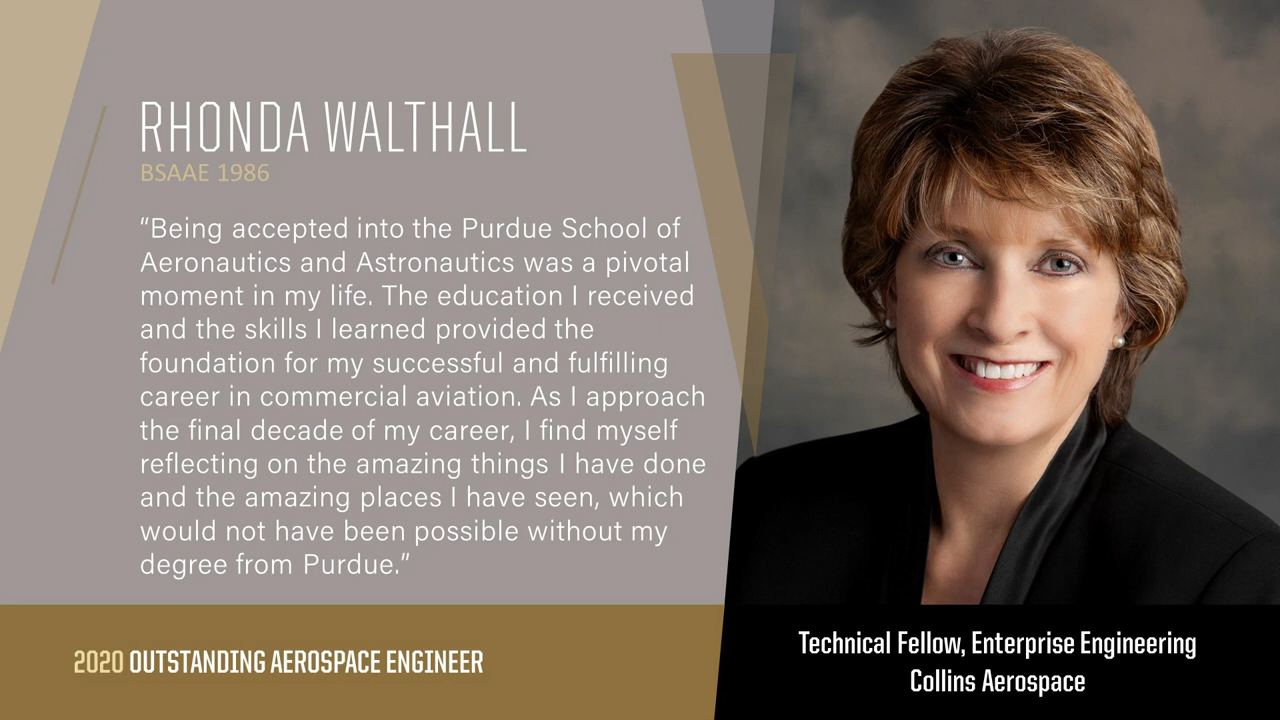 RHONDA WALTHALL
BSAAE 1986
“Being accepted into the Purdue School of
Aeronautics and Astronautics was a pivotal
moment in my life. The education I received
and the skills I learned provided the
foundation for my successful and fulfilling
career in commercial aviation. As I approach
the final decade of my career, I find myself
reflecting on the amazing things I have done
and the amazing places I have seen, which
would not have been possible without my
degree from Purdue.”
2020 OUTSTANDING AEROSPACE ENGINEER
Technical Fellow, Enterprise Engineering
Collins Aerospace